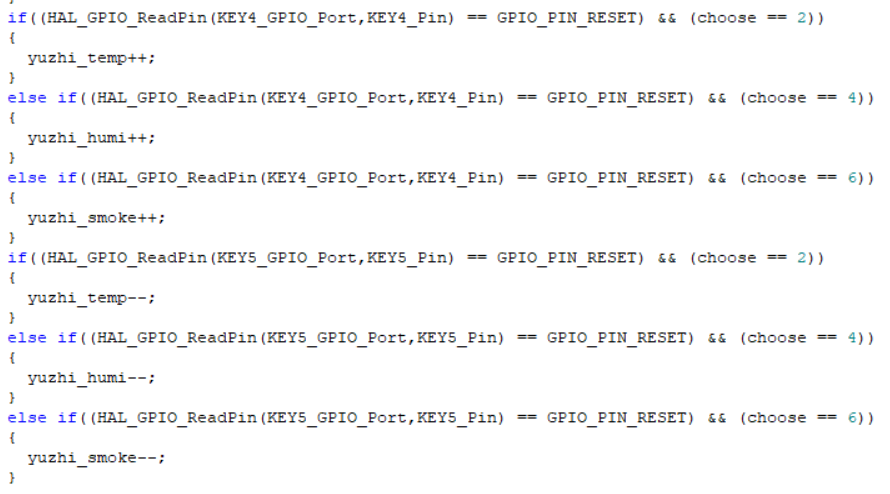 }
if((HAL_GPIO_ReadPin(KEY4_GPIO_Port,KEY4_Pin) == GPIO_PIN_RESET) && (choose == 2))
{
  yuzhi_temp++;
}
else if((HAL_GPIO_ReadPin(KEY4_GPIO_Port,KEY4_Pin) == GPIO_PIN_RESET) && (choose == 4))
{
  yuzhi_humi++;
}
else if((HAL_GPIO_ReadPin(KEY4_GPIO_Port,KEY4_Pin) == GPIO_PIN_RESET) && (choose == 6))
{
  yuzhi_smoke++;
}
if((HAL_GPIO_ReadPin(KEY5_GPIO_Port,KEY5_Pin) == GPIO_PIN_RESET) && (choose == 2))
{
  yuzhi_temp--;
}
else if((HAL_GPIO_ReadPin(KEY5_GPIO_Port,KEY5_Pin) == GPIO_PIN_RESET) && (choose == 4))
{
  yuzhi_humi--;
}
else if((HAL_GPIO_ReadPin(KEY5_GPIO_Port,KEY5_Pin) == GPIO_PIN_RESET) && (choose == 6))
{
  yuzhi_smoke--;
}